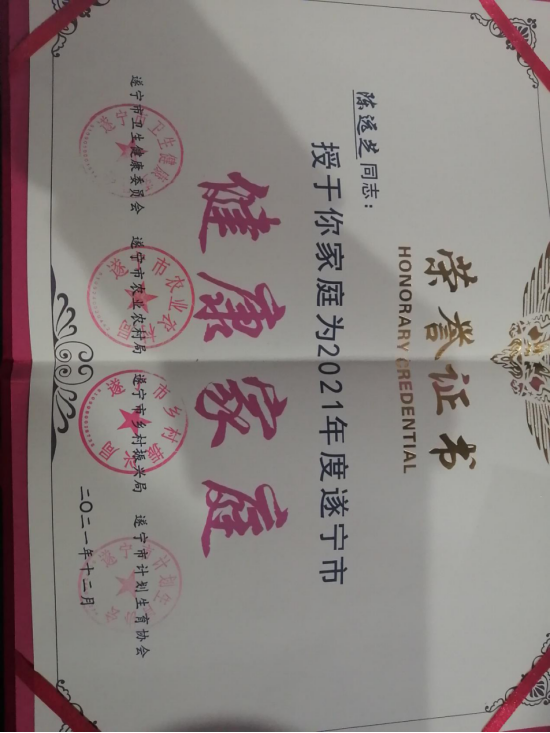 荣誉证书
HONORARY CREDENTIAL
陈远芝同志：
授于你家庭为2021年度遂宁市
健康家庭
遂宁市卫生健康委员会 遂宁市农业农村局 遂宁市乡村振兴局 遂宁市计划生育协会
二〇二一年十二月